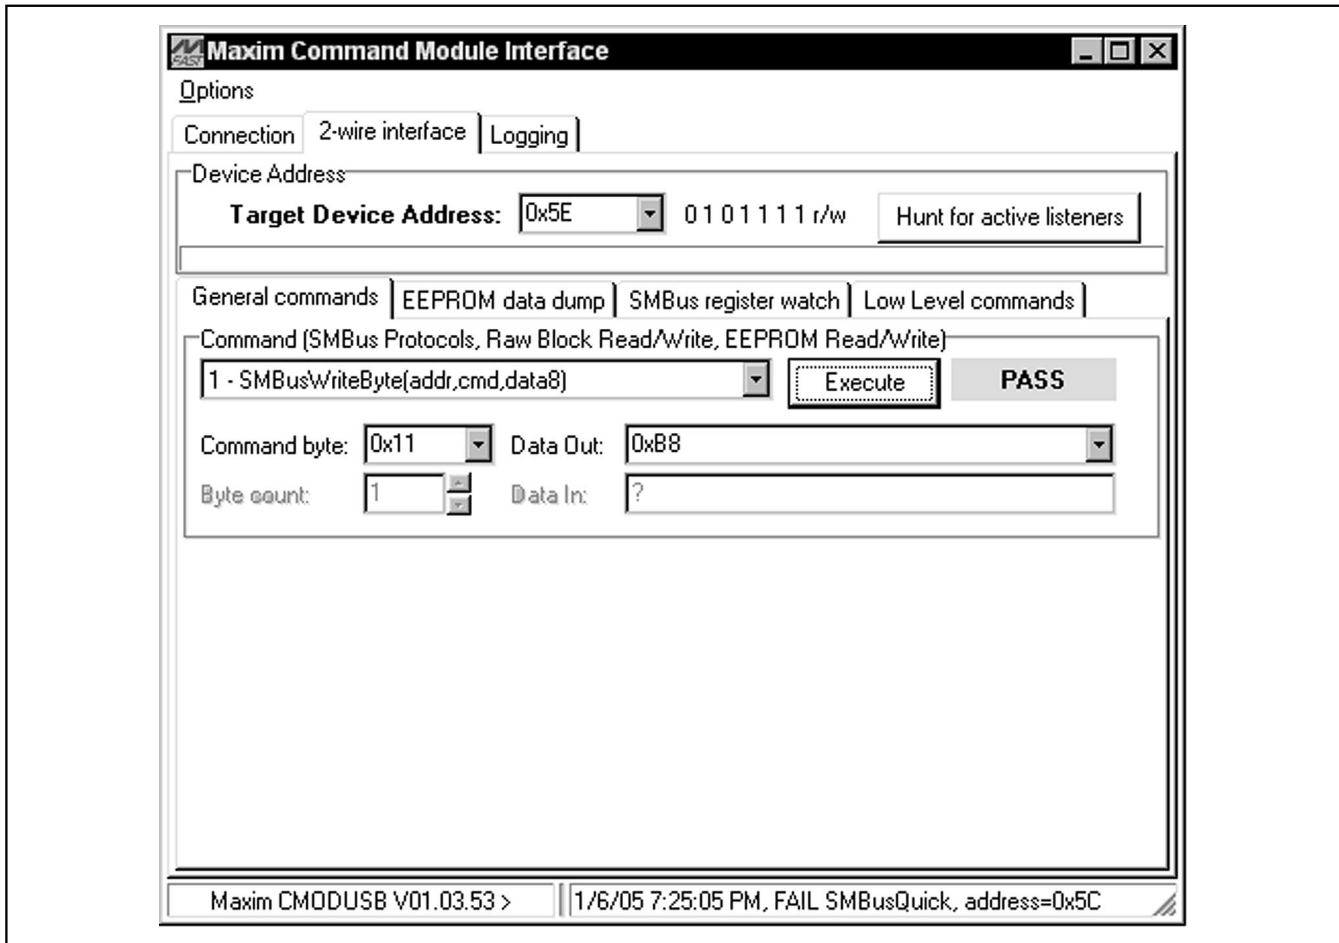 Maxim Command Module Interface
Options
Connection 2-wire interface Logging
Device Address
Target Device Address: 0x5E 0 1 0 1 1 1 1 r/w Hunt for active listeners
General commands EEPROM data dump SMBus register watch Low Level commands
Command (SMBus Protocols, Raw Block Read/Write, EEPROM Read/Write)
1 - SMBusWriteByte(addr,cmd,data8) Execute PASS
Command byte: 0x11 Data Out: 0xB8
Byte count: 1 Data In: ?
Maxim CMODUSB V01.03.53 > 1/6/05 7:25:05 PM, FAIL SMBusQuick, address=0x5C